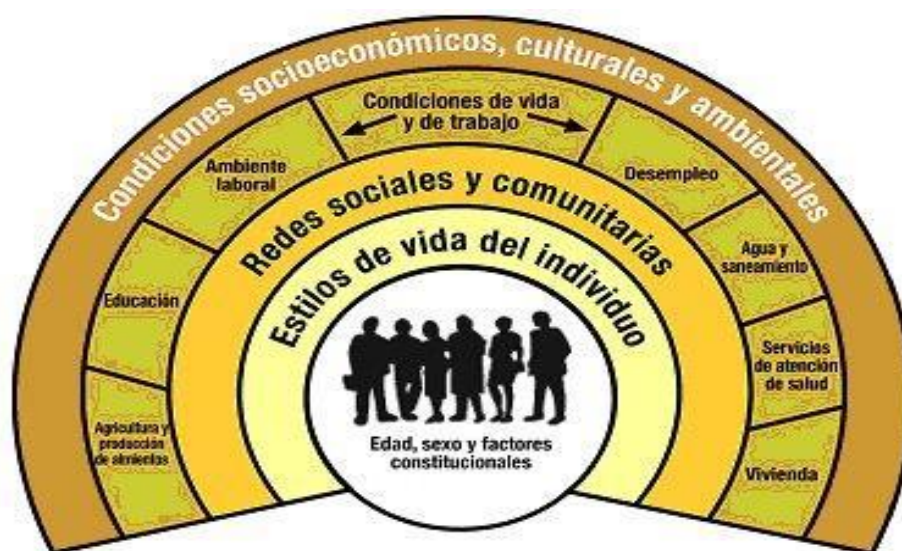 Condiciones socioeconómicos, culturales y ambientales
Condiciones de vida
y de trabajo
Ambiente
laboral
Desempleo
Educación
Agua y
saneamiento
Agricultura y
producción
de alimientos
Servicios
de atención
de salud
Vivienda
Redes sociales y comunitarias
Estilos de vida del individuo
Edad, sexo y factores
constitucionales